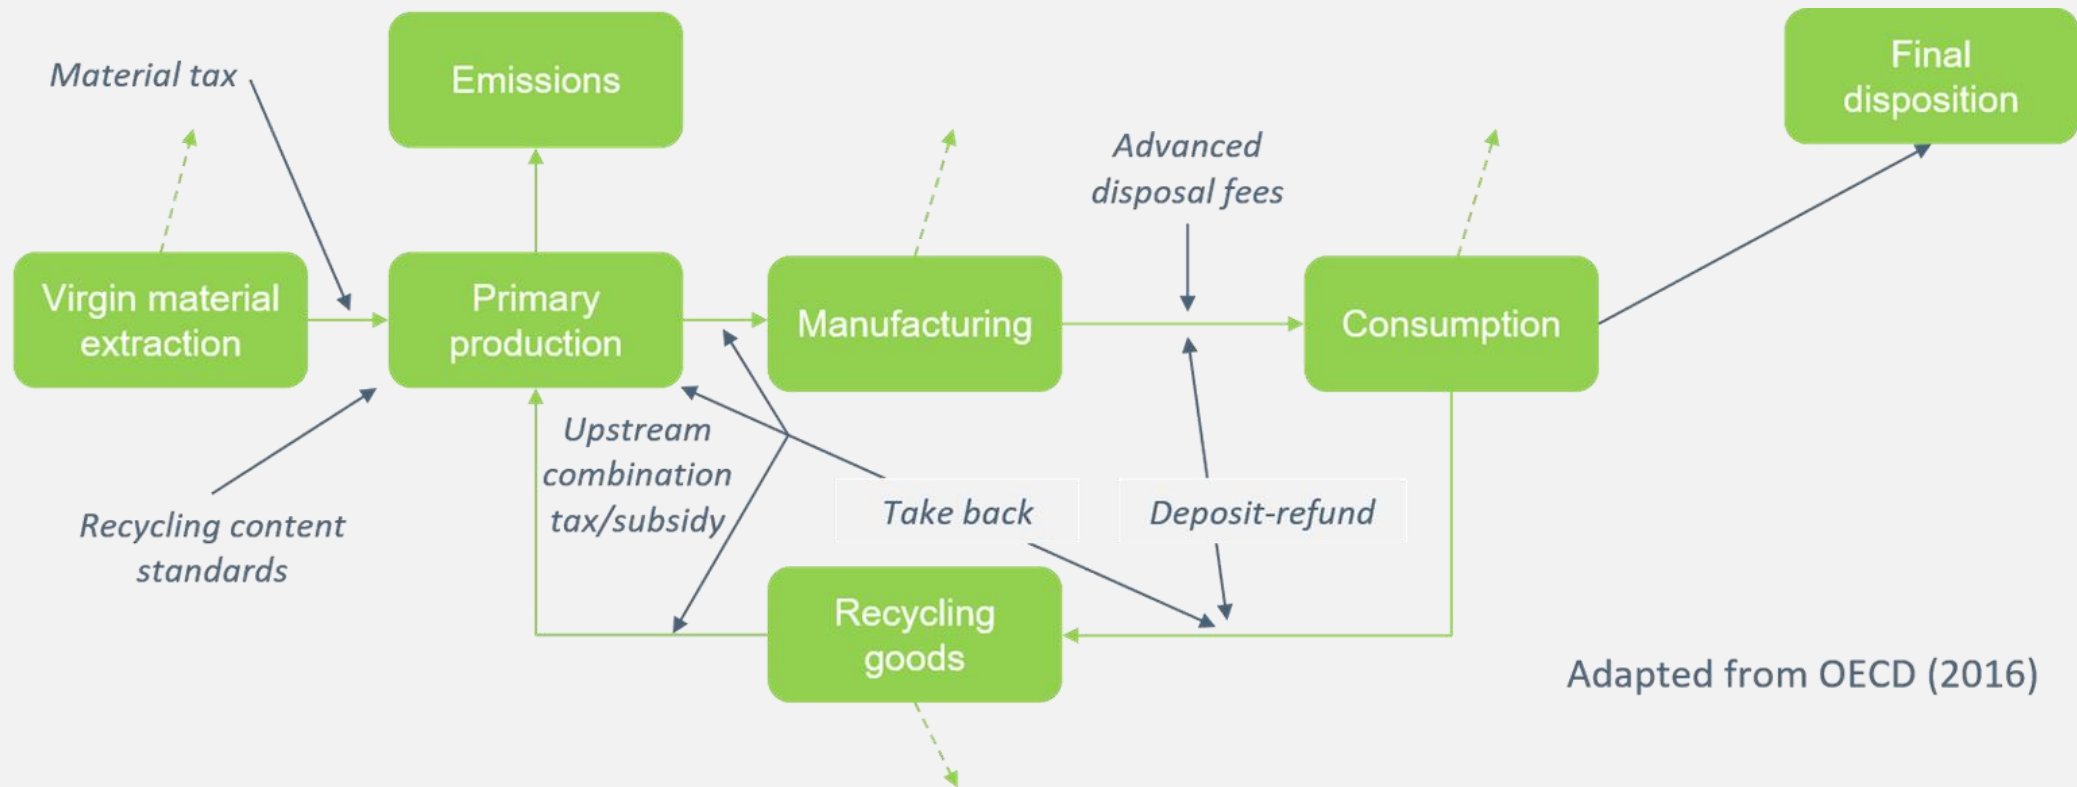 Material tax
Emissions
Final
disposition
Advanced
disposal fees
Virgin material
extraction
Primary
production
Manufacturing
Consumption
Upstream
combination
tax/subsidy
Recycling content
standards
Take back
Deposit-refund
Recycling
goods
Adapted from OECD (2016)